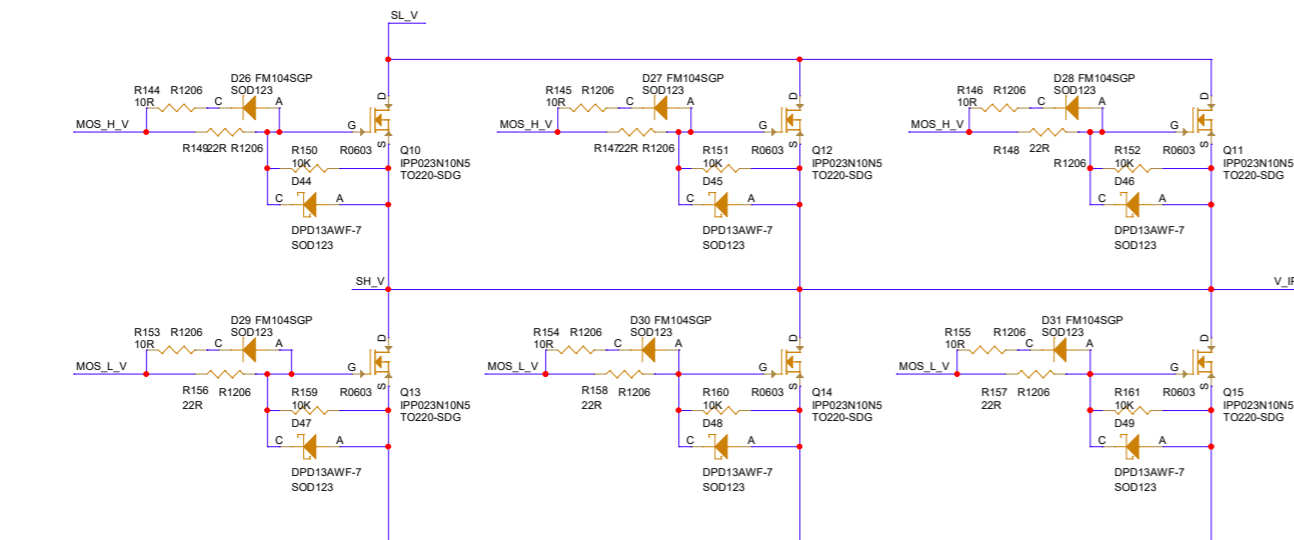 SL_V
D26 FM104SGP
SOD123
R144 R1206
10R
C A
D
MOS_H_V
G
S
R149 22R R1206
R150 R0603
10K
Q10
IPP023N10N5
TO220-SDG
D44
C A
DPD13AWF-7
SOD123
D27 FM104SGP
SOD123
R145 R1206
10R
C A
D
MOS_H_V
G
S
R147 22R R1206
R151 R0603
10K
Q12
IPP023N10N5
TO220-SDG
D45
C A
DPD13AWF-7
SOD123
D28 FM104SGP
SOD123
R146 R1206
10R
C A
D
MOS_H_V
G
S
R148 22R
R1206
R152 R0603
10K
Q11
IPP023N10N5
TO220-SDG
D46
C A
DPD13AWF-7
SOD123
SH_V
D29 FM104SGP
SOD123
R153 R1206
10R
C A
D
MOS_L_V
G
S
R156 R1206
22R
R159 R0603
10K
Q13
IPP023N10N5
TO220-SDG
D47
C A
DPD13AWF-7
SOD123
D30 FM104SGP
SOD123
R154 R1206
10R
C A
D
MOS_L_V
G
S
R158 R1206
22R
R160 R0603
10K
Q14
IPP023N10N5
TO220-SDG
D48
C A
DPD13AWF-7
SOD123
D31 FM104SGP
SOD123
R155 R1206
10R
C A
D
MOS_L_V
G
S
R157 R1206
22R
R161 R0603
10K
Q15
IPP023N10N5
TO220-SDG
D49
C A
DPD13AWF-7
SOD123